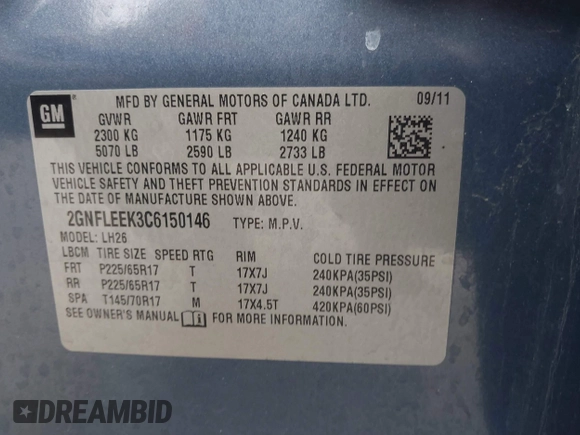 GM
MFD BY GENERAL MOTORS OF CANADA LTD. 09/11
GVWR GAWR FRT GAWR RR
2300 KG 1175 KG 1240 KG
5070 LB 2590 LB 2733 LB
THIS VEHICLE CONFORMS TO ALL APPLICABLE U.S. FEDERAL MOTOR
VEHICLE SAFETY AND THEFT PREVENTION STANDARDS IN EFFECT
ON THE DATE OF MANUFACTURE SHOWN ABOVE.
2GNFLEEK3C6150146 TYPE: M.P.V.
MODEL: LH26
LBCM TIRE SIZE SPEED RTG RIM COLD TIRE PRESSURE
FRT P225/65R17 T 17X7J 240KPA(35PSI)
RR P225/65R17 T 17X7J 240KPA(35PSI)
SPA T145/70R17 M 17X4.5T 420KPA(60PSI)
SEE OWNER'S MANUAL FOR MORE INFORMATION.
DREAMBID